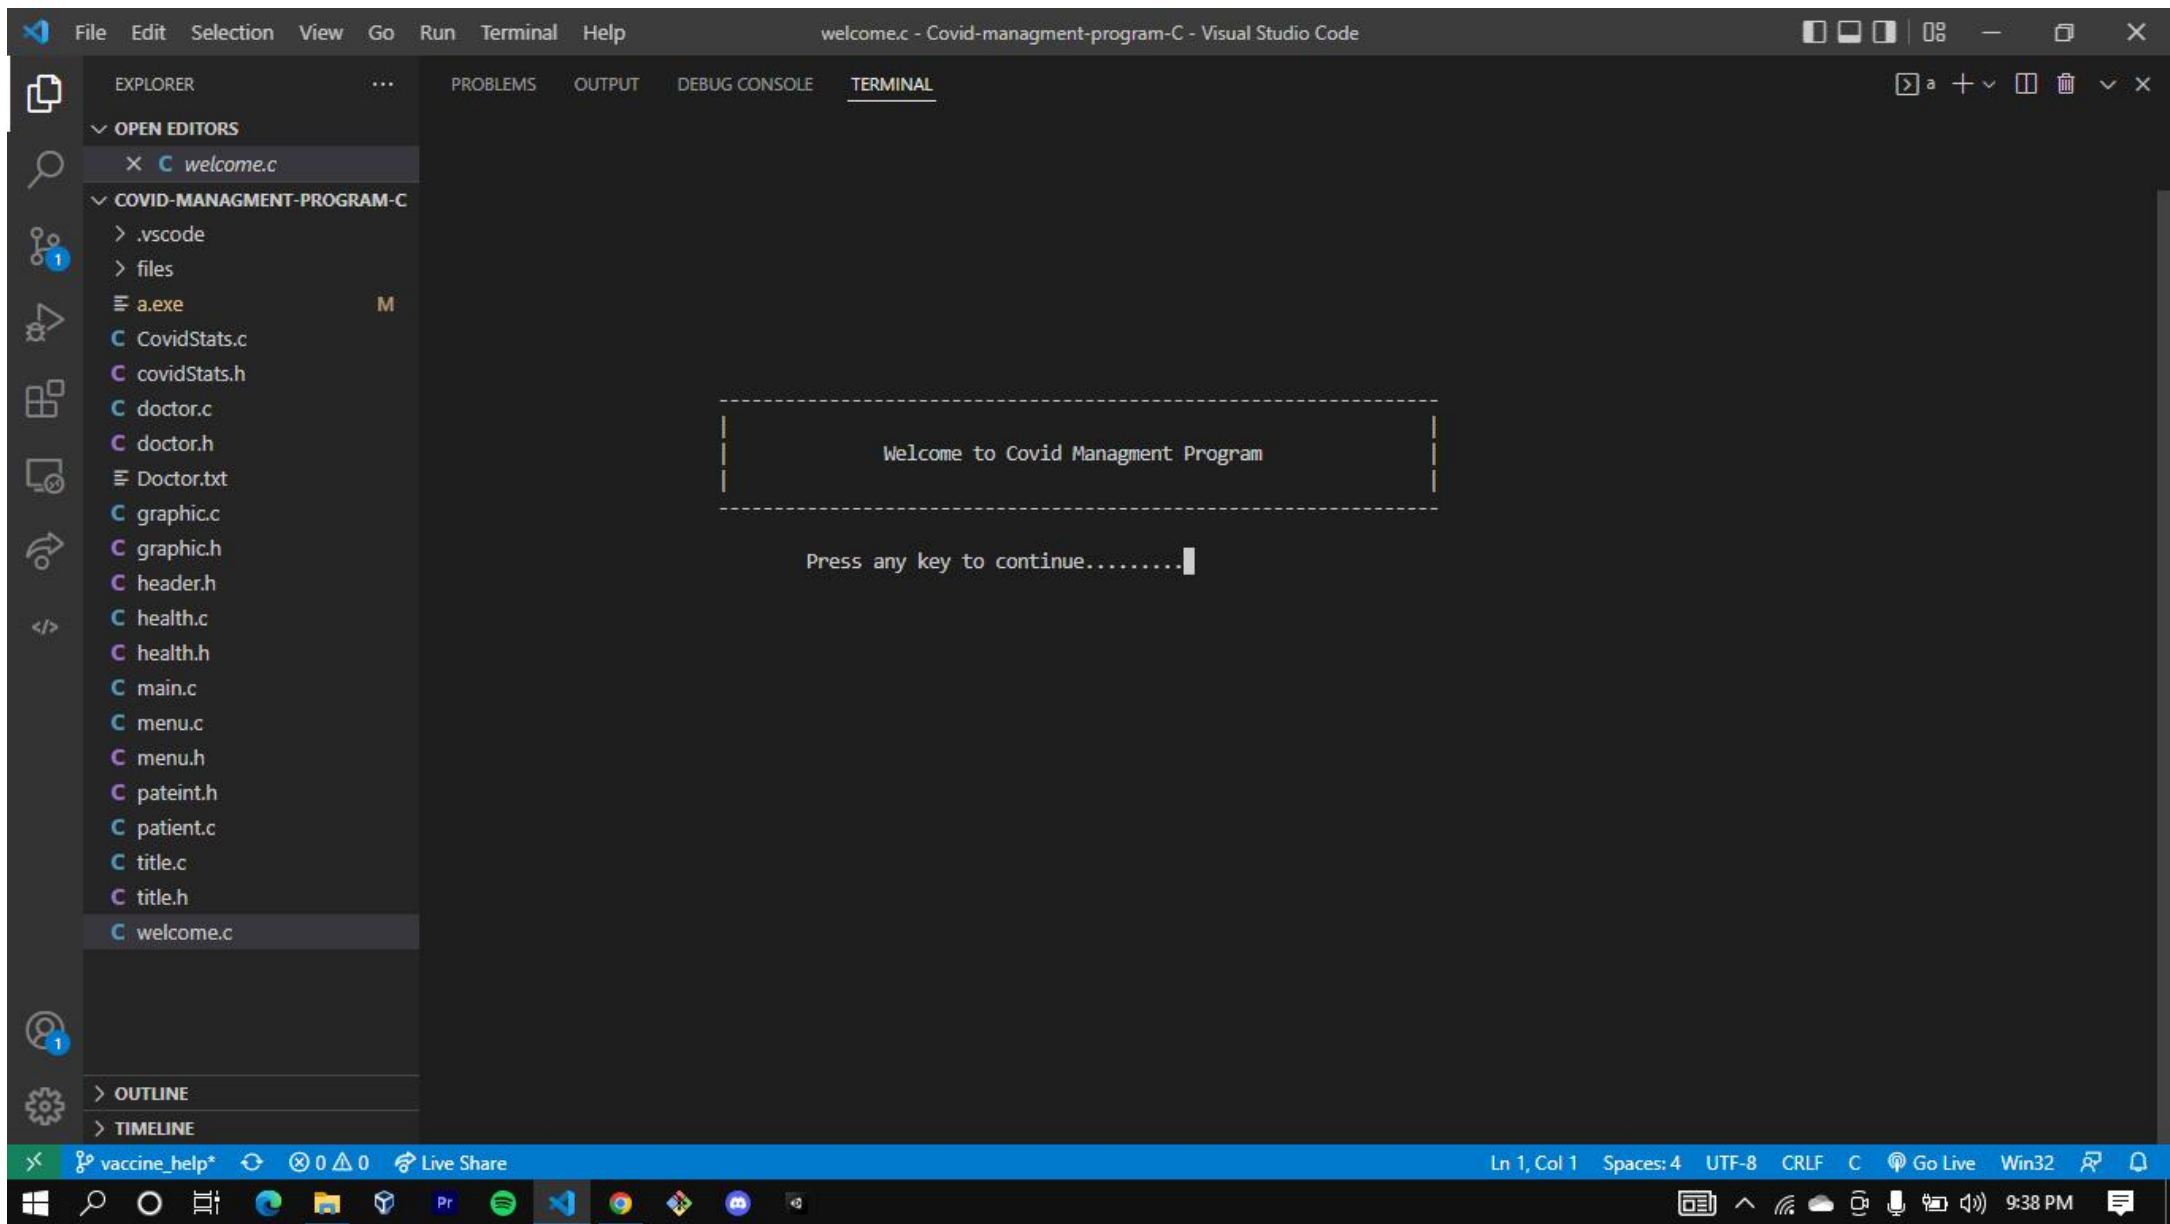 File Edit Selection View Go Run Terminal Help welcome.c - Covid-managment-program-C - Visual Studio Code
EXPLORER ...
OPEN EDITORS
C welcome.c
COVID-MANAGMENT-PROGRAM-C
.vscode
files
a.exe M
C CovidStats.c
C covidStats.h
C doctor.c
C doctor.h
Doctor.txt
C graphic.c
C graphic.h
C header.h
C health.c
C health.h
C main.c
C menu.c
C menu.h
C pateint.h
C patient.c
C title.c
C title.h
C welcome.c
OUTLINE
TIMELINE
1
1
PROBLEMS OUTPUT DEBUG CONSOLE TERMINAL a
-----------------------------------------------------------------
| |
| Welcome to Covid Managment Program |
| |
-----------------------------------------------------------------
Press any key to continue.........
vaccine_help* 0 0 Live Share Ln 1, Col 1 Spaces: 4 UTF-8 CRLF C Go Live Win32
Pr 9:38 PM